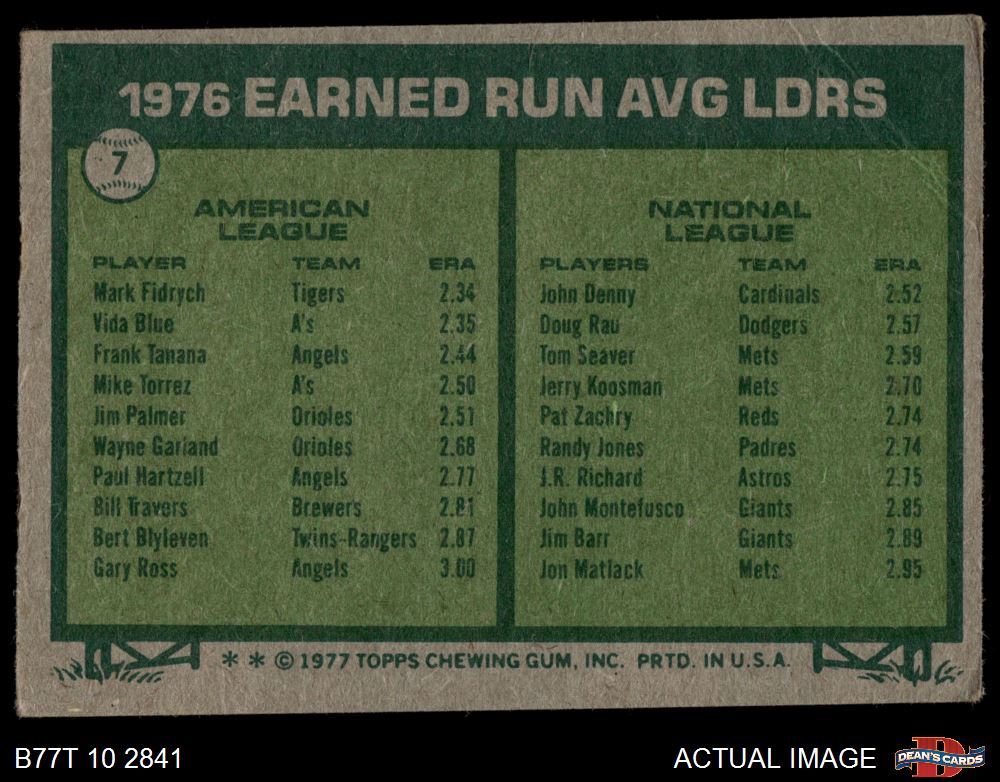 1976 EARNED RUN AVG LDRS
7
AMERICAN
LEAGUE
PLAYER TEAM ERA
Mark Fidrych Tigers 2.34
Vida Blue A's 2.35
Frank Tanana Angels 2.44
Mike Torrez A's 2.50
Jim Palmer Orioles 2.51
Wayne Garland Orioles 2.68
Paul Hartzell Angels 2.77
Bill Travers Brewers 2.81
Bert Blyleven Twins-Rangers 2.87
Gary Ross Angels 3.00
NATIONAL
LEAGUE
PLAYERS TEAM ERA
John Denny Cardinals 2.52
Doug Rau Dodgers 2.57
Tom Seaver Mets 2.59
Jerry Koosman Mets 2.70
Pat Zachry Reds 2.74
Randy Jones Padres 2.74
J.R. Richard Astros 2.75
John Montefusco Giants 2.85
Jim Barr Giants 2.89
Jon Matlack Mets 2.95
* * © 1977 TOPPS CHEWING GUM, INC. PRTD. IN U.S.A.
B77T 10 2841
ACTUAL IMAGE
D
DEAN'S CARDS